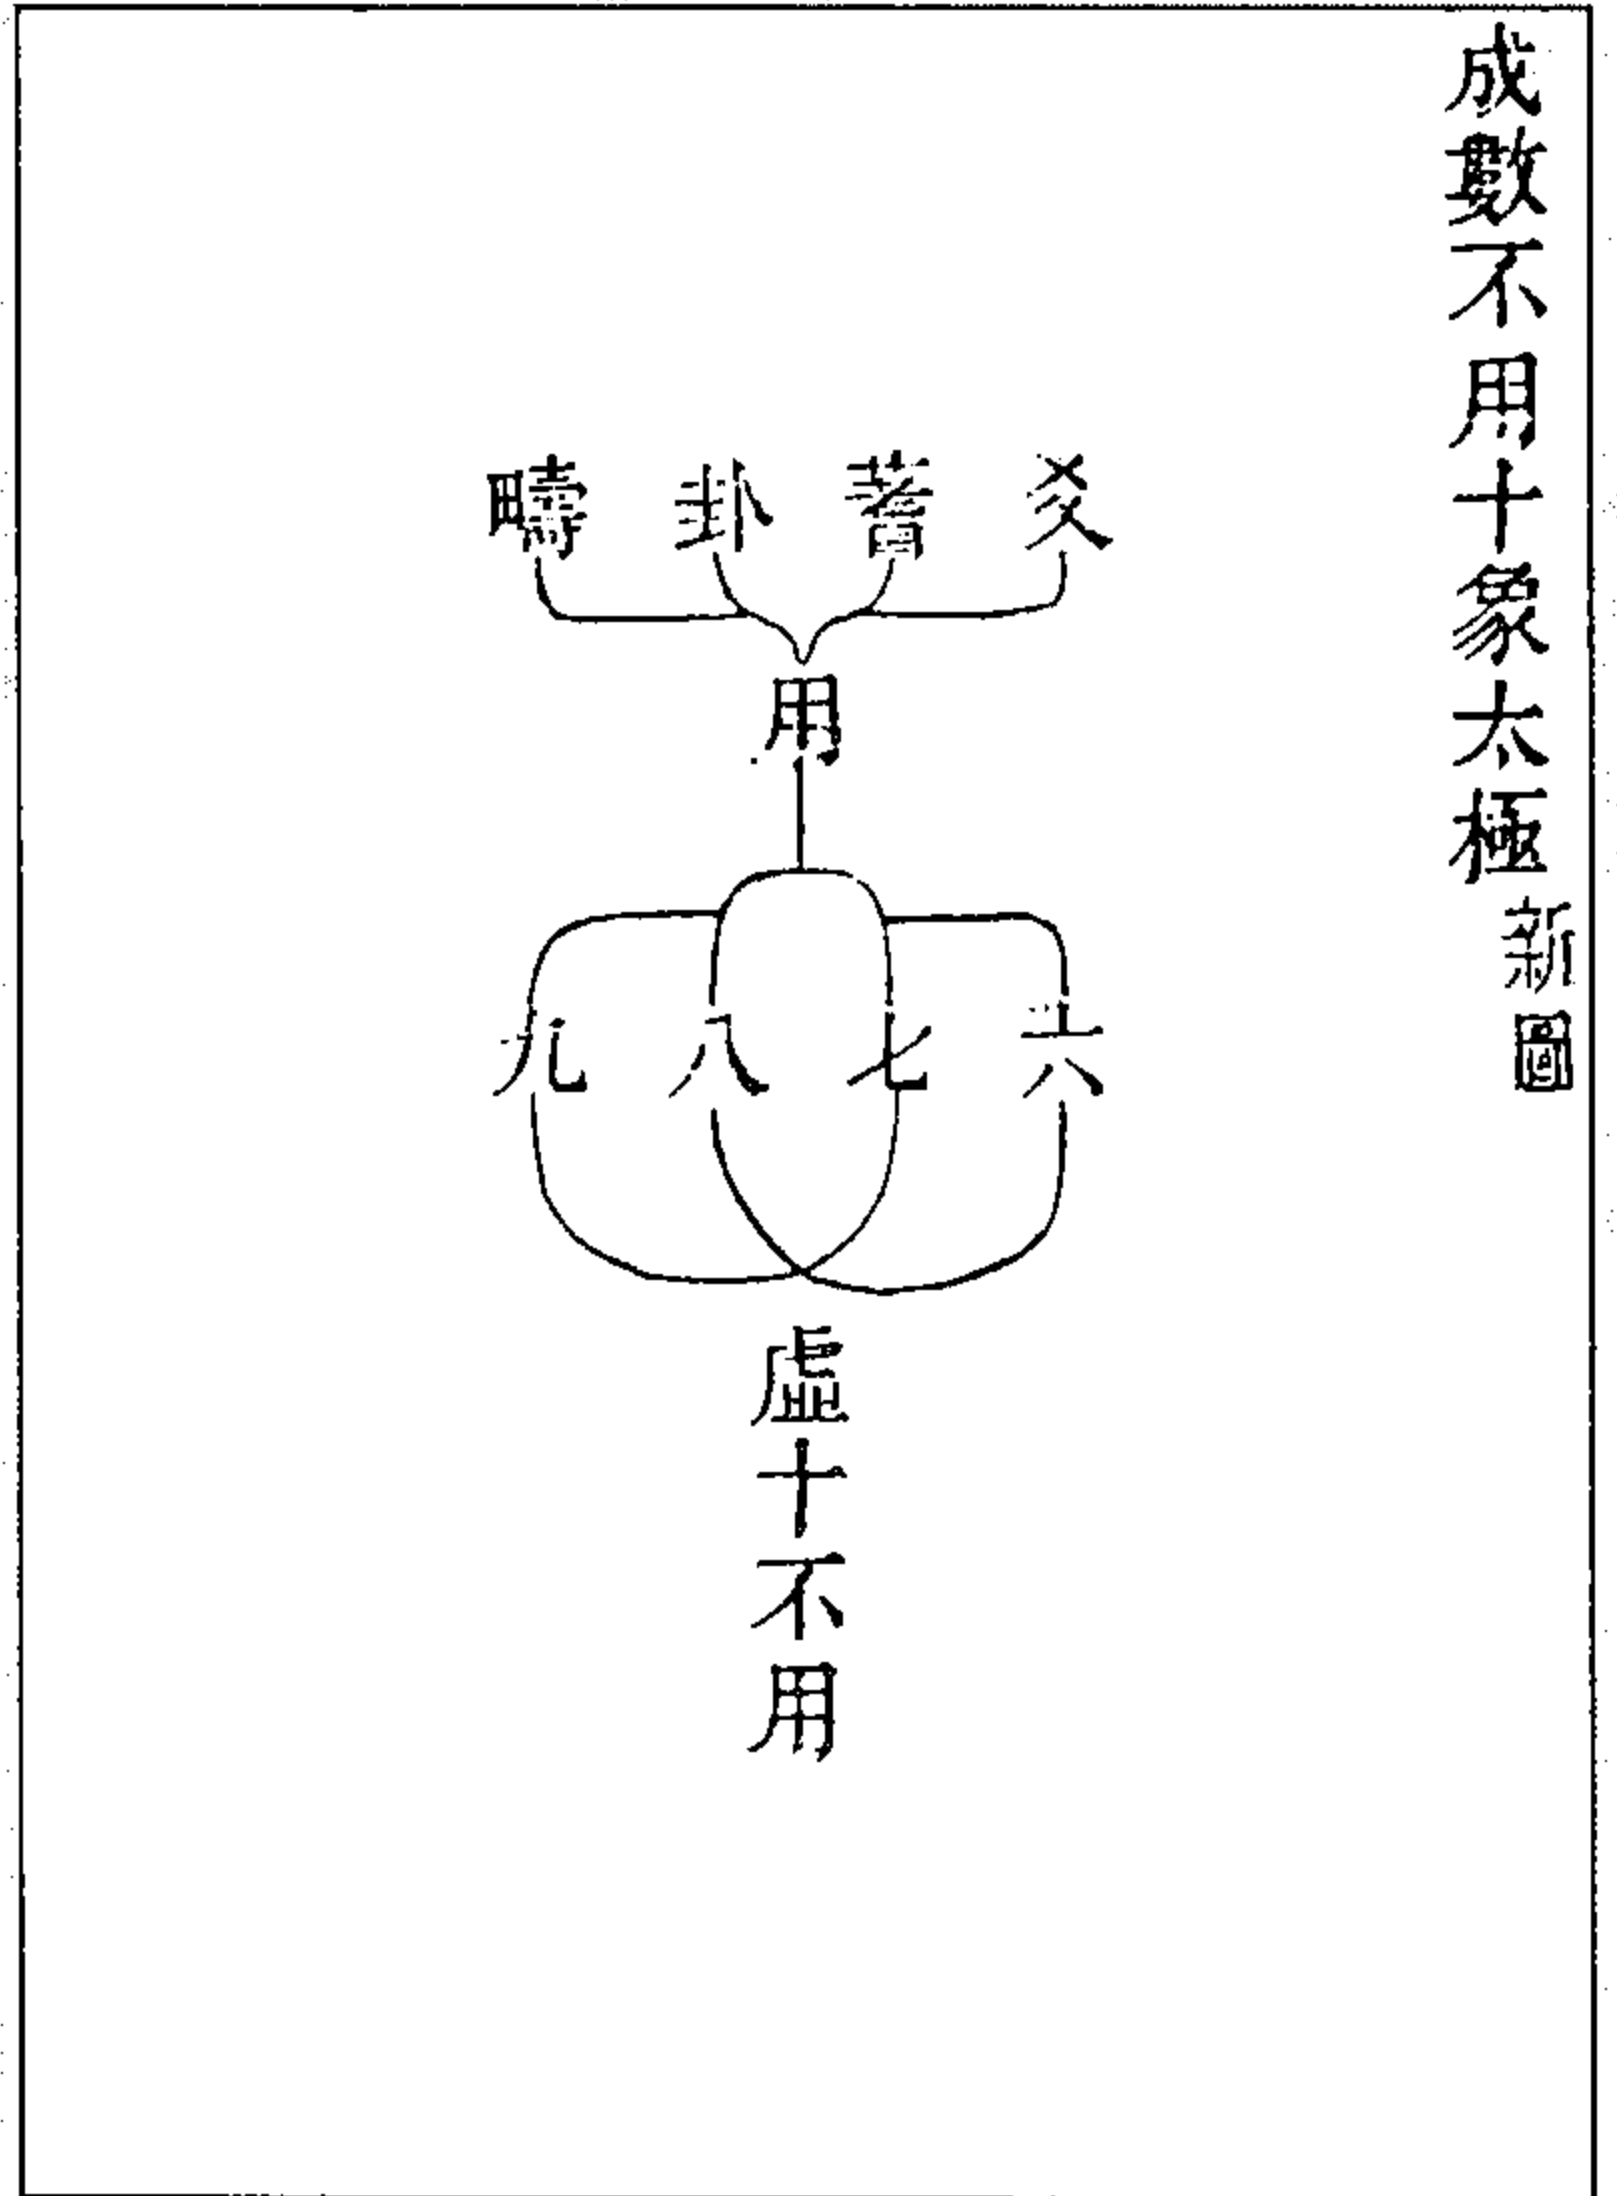 成數不用十象太極新圖
爻蓍卦疇
用
六七八九
虛十不用